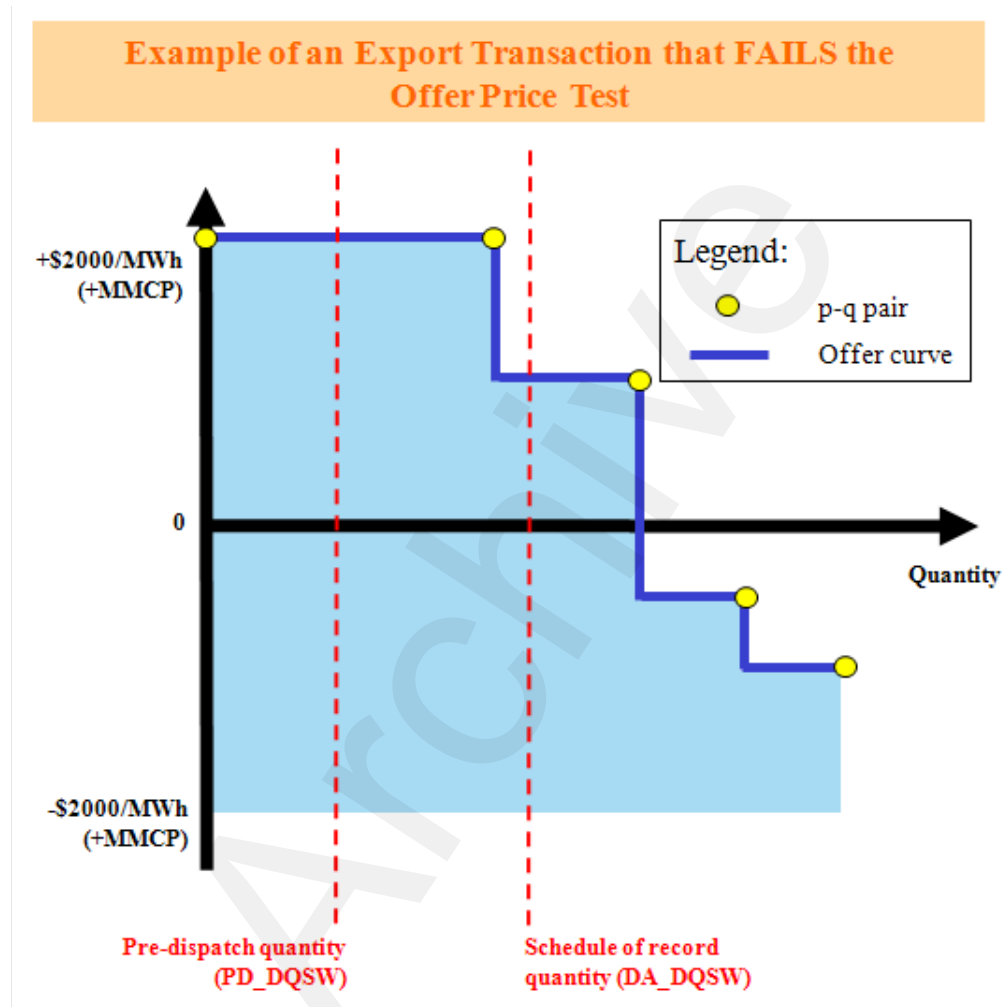 Example of an Export Transaction that FAILS the
Offer Price Test
+$2000/MWh
(+MMCP)
Legend:
p-q pair
Offer curve
0
Quantity
-$2000/MWh
(+MMCP)
Pre-dispatch quantity
(PD_DQSW)
Schedule of record
quantity (DA_DQSW)
Archive